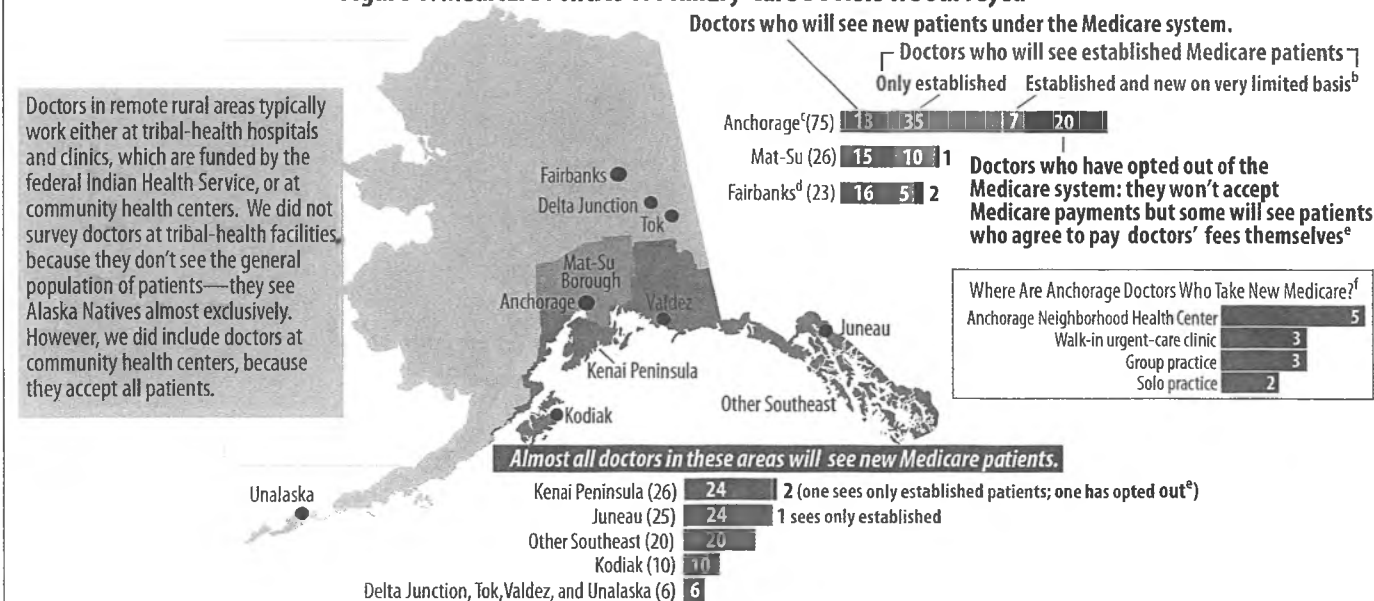 Doctors who will see new patients under the Medicare system.
Doctors who will see established Medicare patients
Only established Established and new on very limited basis^b
Anchorage^c(75) 13 35 7 20
Mat-Su (26) 15 10 1
Fairbanks^d (23) 16 5 2
Doctors who have opted out of the
Medicare system: they won't accept
Medicare payments but some will see patients
who agree to pay doctors' fees themselves^e
Doctors in remote rural areas typically
work either at tribal-health hospitals
and clinics, which are funded by the
federal Indian Health Service, or at
community health centers. We did not
survey doctors at tribal-health facilities,
because they don't see the general
population of patients—they see
Alaska Natives almost exclusively.
However, we did include doctors at
community health centers, because
they accept all patients.
Fairbanks
Delta Junction
Tok
Mat-Su
Borough
Anchorage
Valdez
Juneau
Kenai Peninsula
Other Southeast
Kodiak
Unalaska
Where Are Anchorage Doctors Who Take New Medicare?^f
Anchorage Neighborhood Health Center 5
Walk-in urgent-care clinic 3
Group practice 3
Solo practice 2
Almost all doctors in these areas will see new Medicare patients.
Kenai Peninsula (26) 24 2 (one sees only established patients; one has opted out^e)
Juneau (25) 24 1 sees only established
Other Southeast (20) 20
Kodiak (10) 10
Delta Junction, Tok,Valdez, and Unalaska (6) 6